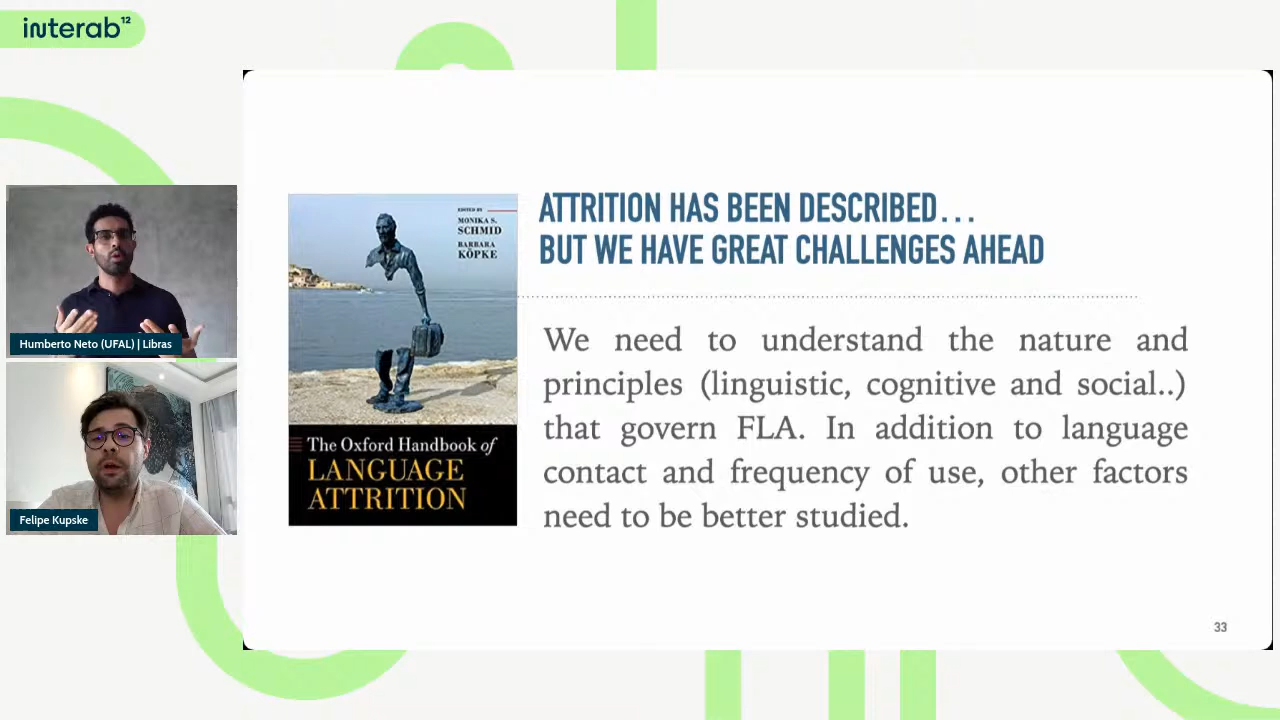 interab¹²
Humberto Neto (UFAL) | Libras
Felipe Kupske
EDITED BY
MONIKA S.
SCHMID
BARBARA
KÖPKE
The Oxford Handbook of
LANGUAGE
ATTRITION
ATTRITION HAS BEEN DESCRIBED...
BUT WE HAVE GREAT CHALLENGES AHEAD
We need to understand the nature and
principles (linguistic, cognitive and social..)
that govern FLA. In addition to language
contact and frequency of use, other factors
need to be better studied.
33